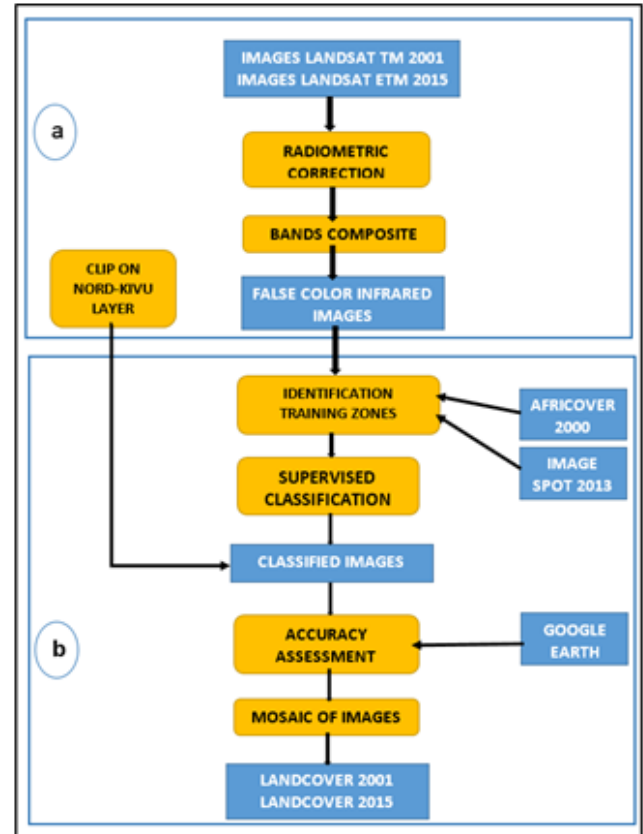 IMAGES LANDSAT TM 2001
IMAGES LANDSAT ETM 2015
a
RADIOMETRIC
CORRECTION
BANDS COMPOSITE
CLIP ON
NORD-KIVU
LAYER
FALSE COLOR INFRARED
IMAGES
IDENTIFICATION
TRAINING ZONES
AFRICOVER
2000
IMAGE
SPOT 2013
SUPERVISED
CLASSIFICATION
CLASSIFIED IMAGES
b
ACCURACY
ASSESSMENT
GOOGLE
EARTH
MOSAIC OF IMAGES
LANDCOVER 2001
LANDCOVER 2015